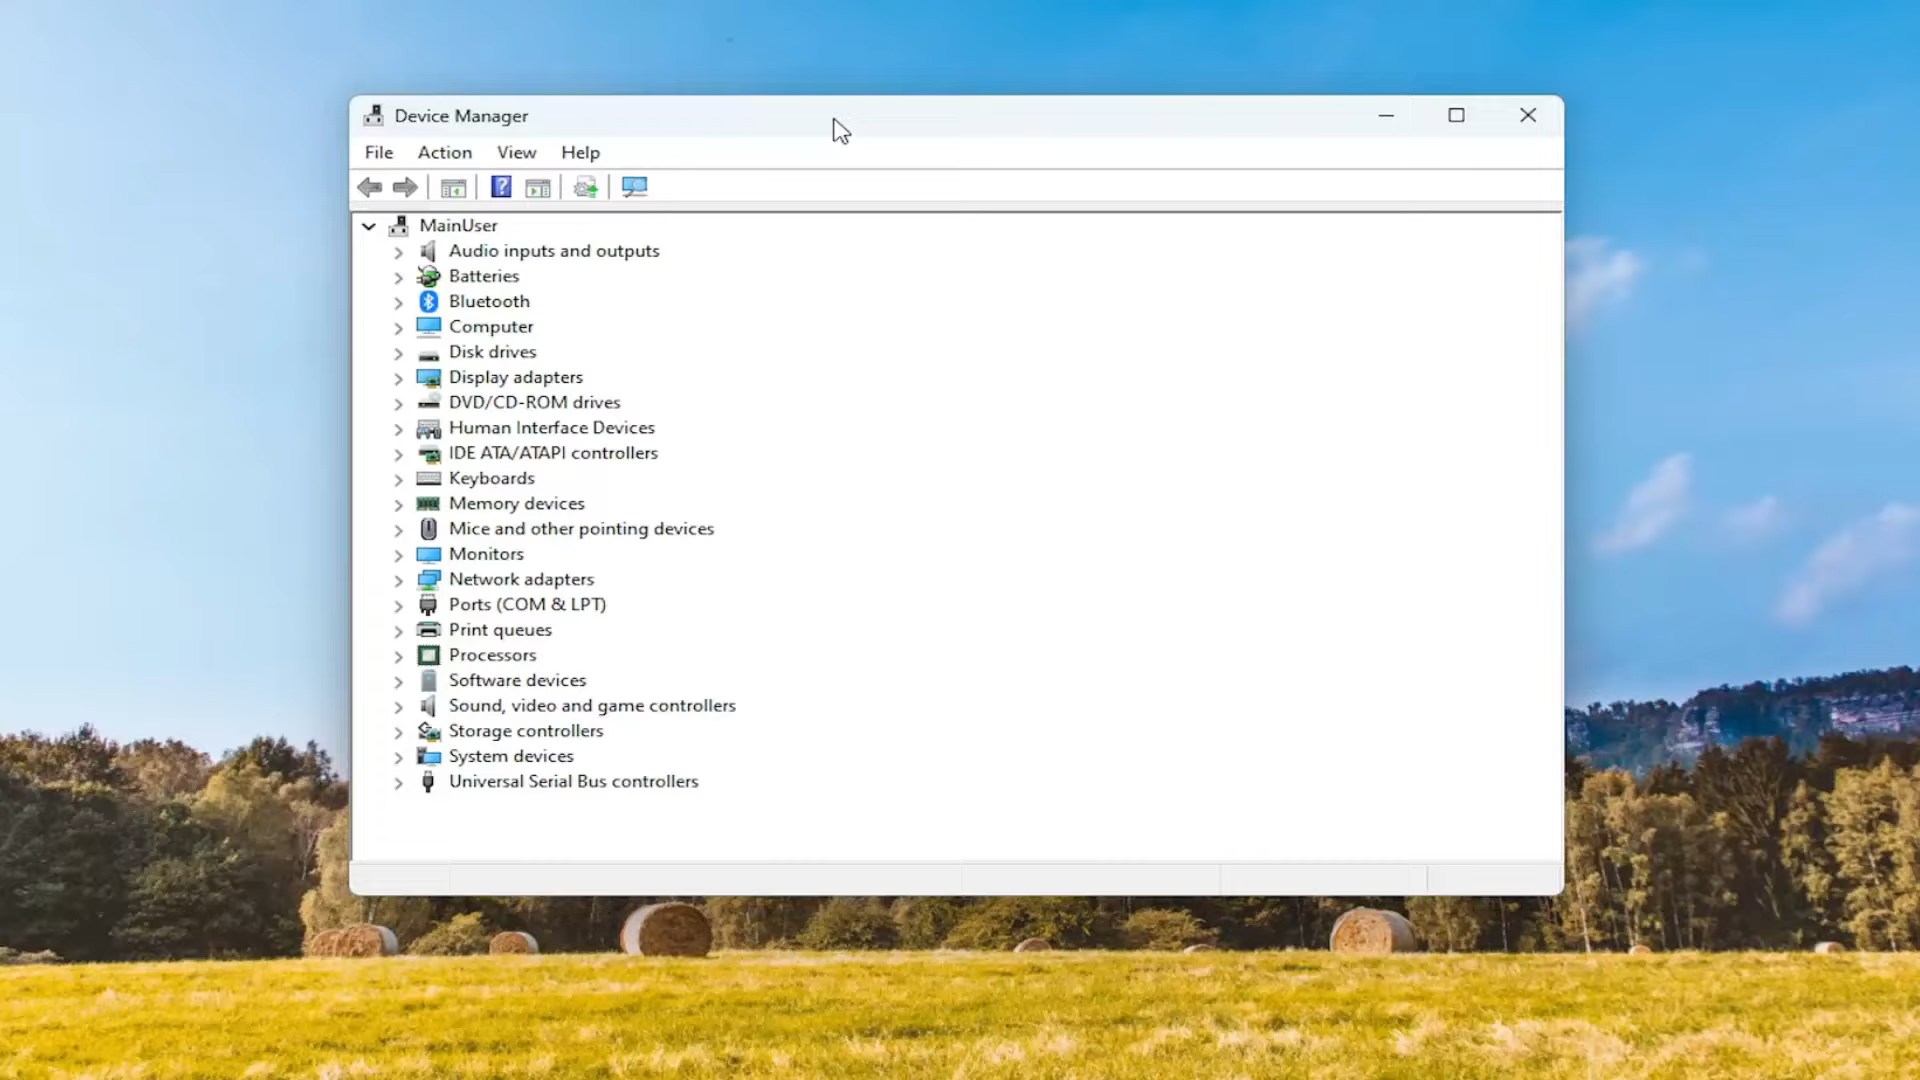 Device Manager
File Action View Help
MainUser
Audio inputs and outputs
Batteries
Bluetooth
Computer
Disk drives
Display adapters
DVD/CD-ROM drives
Human Interface Devices
IDE ATA/ATAPI controllers
Keyboards
Memory devices
Mice and other pointing devices
Monitors
Network adapters
Ports (COM & LPT)
Print queues
Processors
Software devices
Sound, video and game controllers
Storage controllers
System devices
Universal Serial Bus controllers